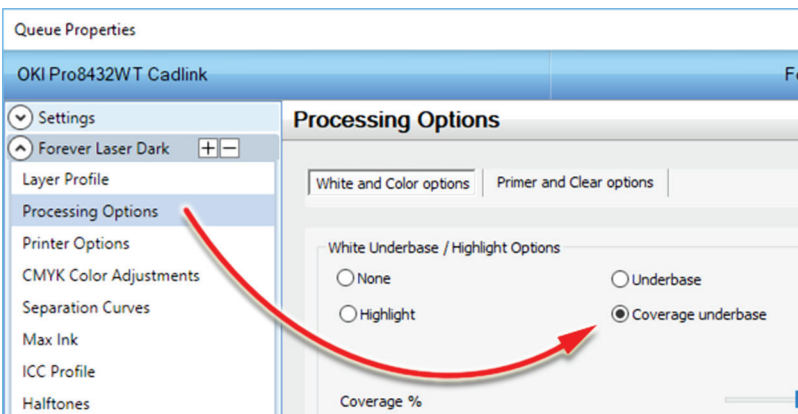 Queue Properties
OKI Pro8432WT Cadlink
Settings
Forever Laser Dark
Layer Profile
Processing Options
Printer Options
CMYK Color Adjustments
Separation Curves
Max Ink
ICC Profile
Halftones
Processing Options
White and Color options
Primer and Clear options
White Underbase / Highlight Options
None
Underbase
Highlight
Coverage underbase
Coverage %